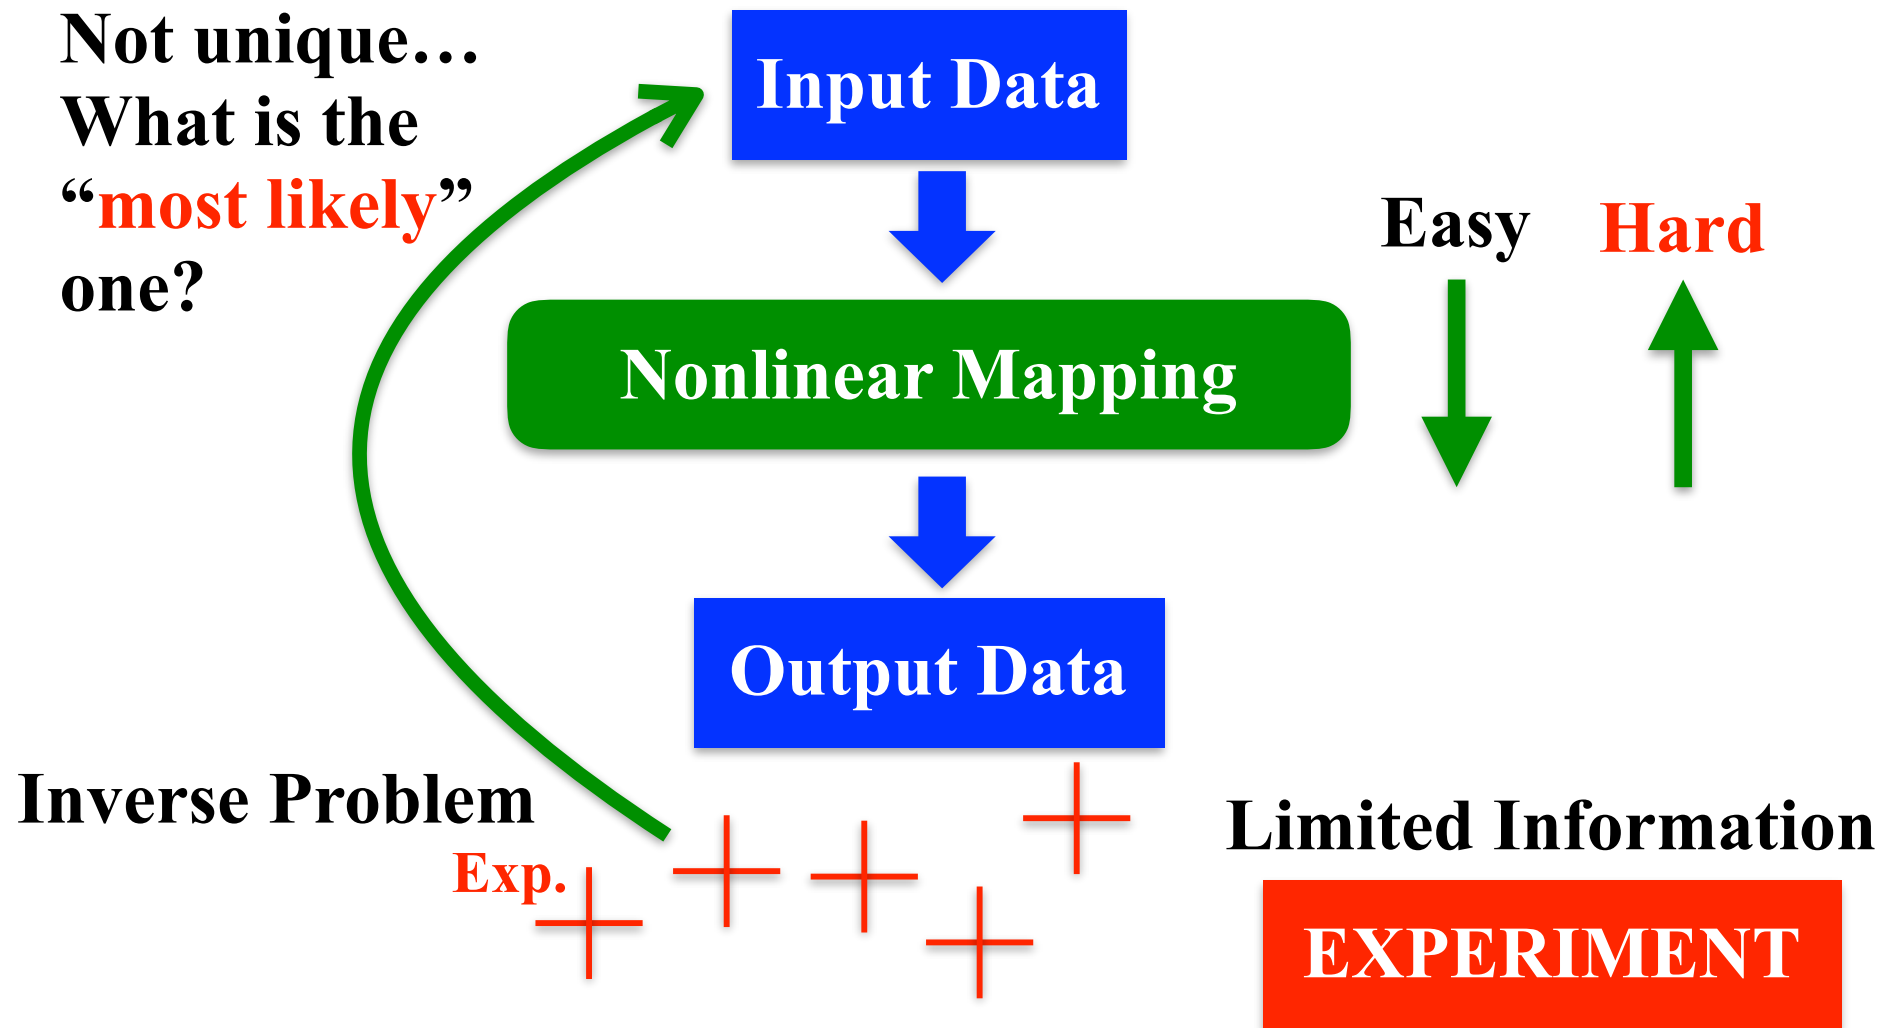 Not unique…
What is the
“most likely”
one?
Input Data
Easy
Hard
Nonlinear Mapping
Output Data
Inverse Problem
Exp.
Limited Information
EXPERIMENT